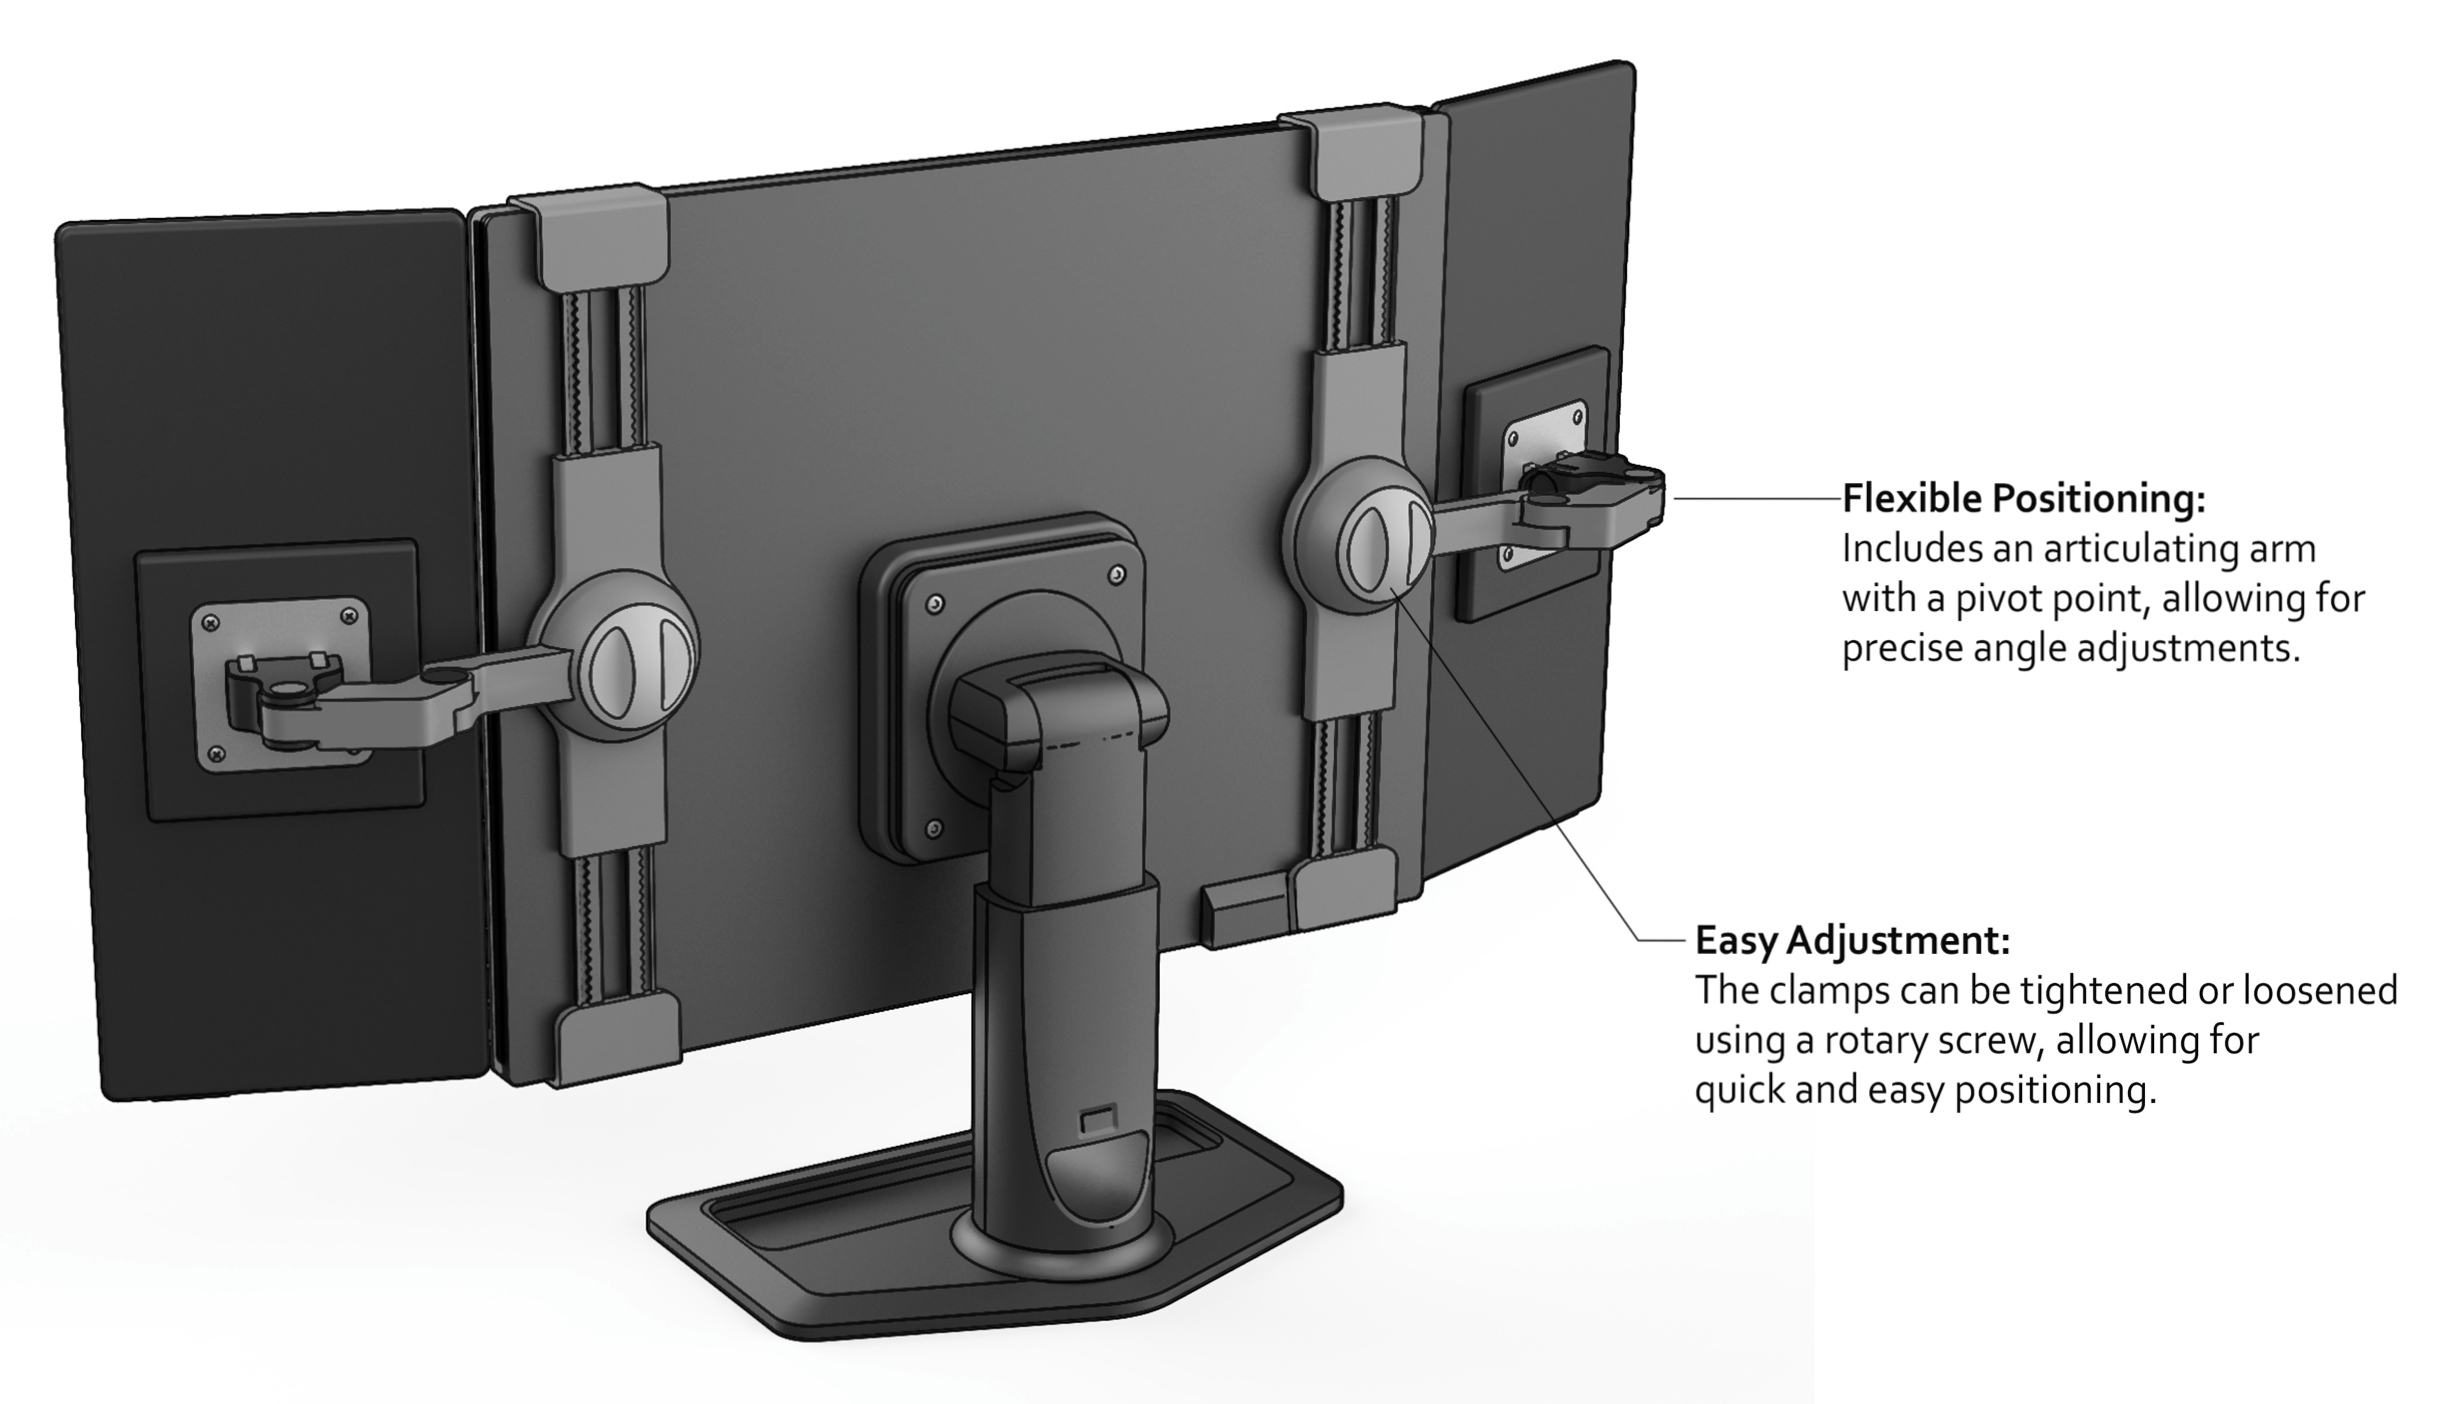 Flexible Positioning:
Includes an articulating arm
with a pivot point, allowing for
precise angle adjustments.
Easy Adjustment:
The clamps can be tightened or loosened
using a rotary screw, allowing for
quick and easy positioning.